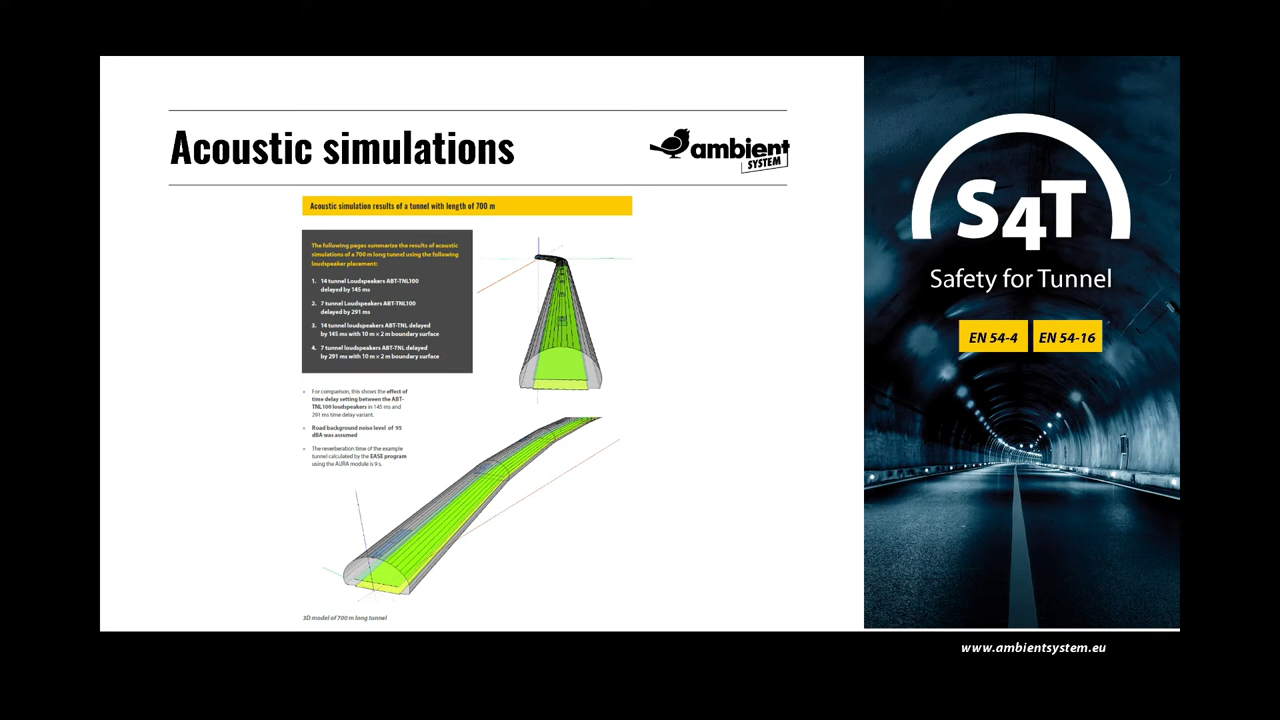 Acoustic simulations
ambient
SYSTEM
Acoustic simulation results of a tunnel with length of 700 m
The following pages summarize the results of acoustic
simulations of a 700 m long tunnel using the following
loudspeaker placement:
1. 14 tunnel Loudspeakers ABT-TNL100
delayed by 145 ms
2. 7 tunnel Loudspeakers ABT-TNL100
delayed by 291 ms
3. 14 tunnel loudspeakers ABT-TNL delayed
by 145 ms with 10 m × 2 m boundary surface
4. 7 tunnel loudspeakers ABT-TNL delayed
by 291 ms with 10 m × 2 m boundary surface
For comparison, this shows the effect of
time delay setting between the ABT-
TNL100 loudspeakers in 145 ms and
291 ms time delay variant.
Road background noise level of 95
dBA was assumed
The reverberation time of the example
tunnel calculated by the EASE program
using the AURA module is 9 s.
3D model of 700 m long tunnel
S4T
Safety for Tunnel
EN 54-4 EN 54-16
www.ambientsystem.eu